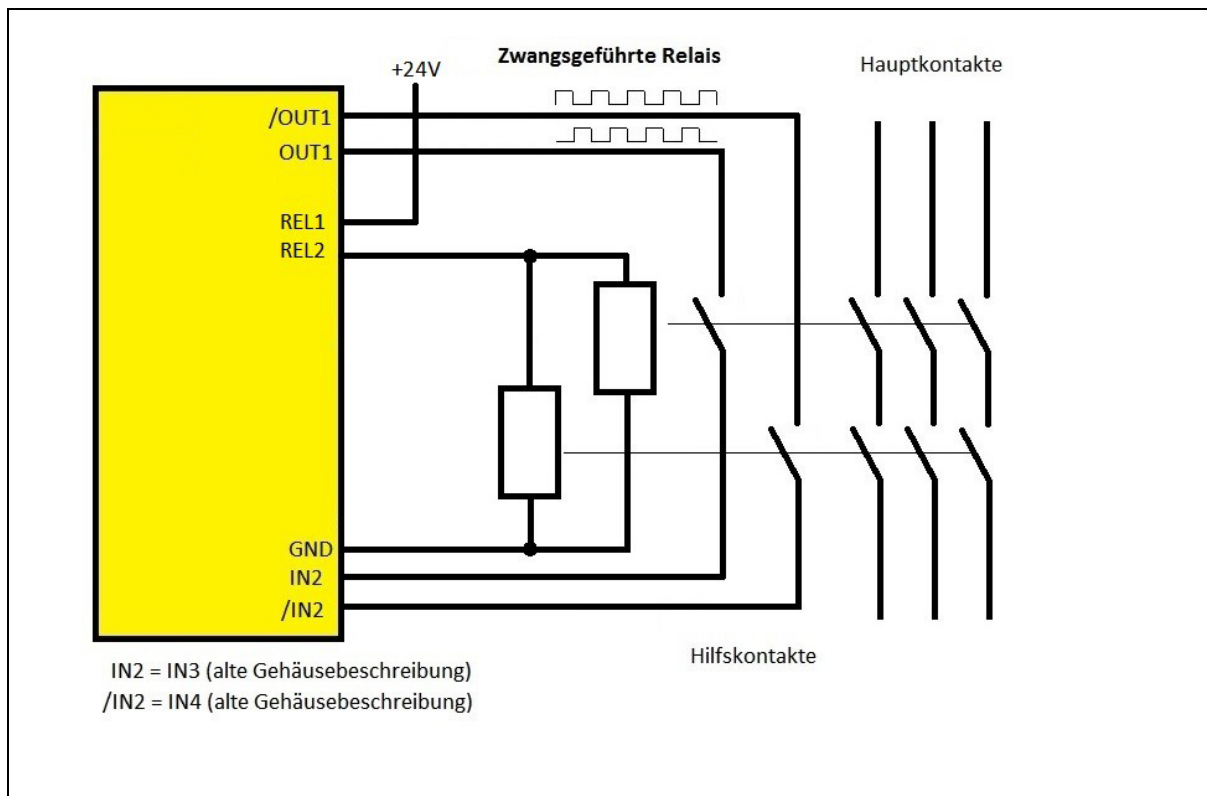 Zwangsgeführte Relais
Hauptkontakte
+24V
/OUT1
OUT1
REL1
REL2
GND
IN2
/IN2
Hilfskontakte
IN2 = IN3 (alte Gehäusebeschreibung)
/IN2 = IN4 (alte Gehäusebeschreibung)